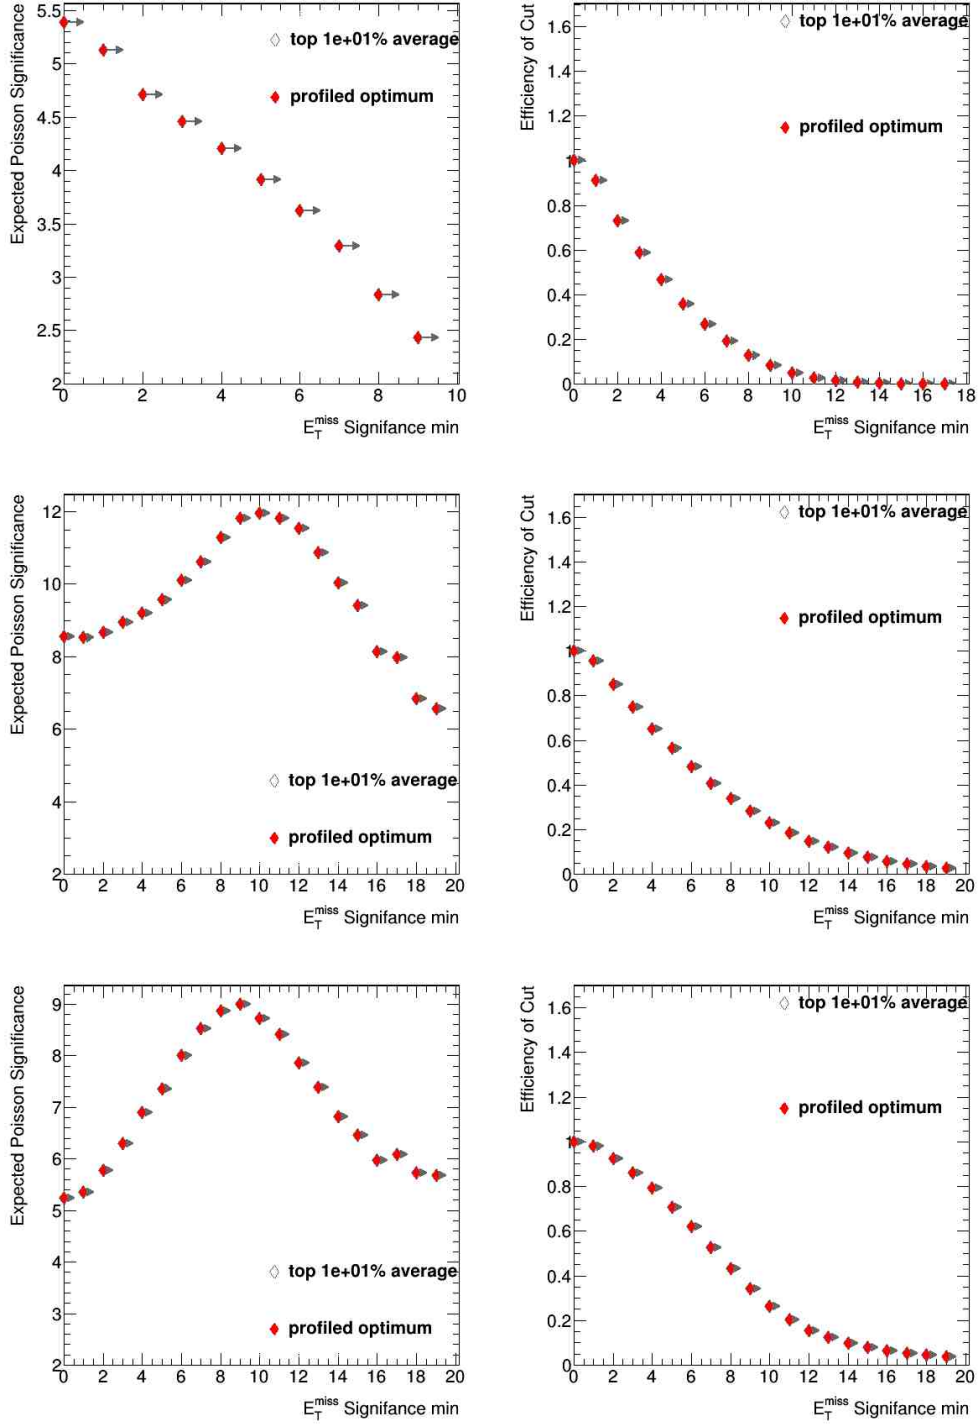 Expected Poisson Significance
5.5
5
4.5
4
3.5
3
2.5
2
0 2 4 6 8 10
E_T^miss Signifance min
top 1e+01% average
profiled optimum
Efficiency of Cut
1.6
1.4
1.2
1
0.8
0.6
0.4
0.2
0
0 2 4 6 8 10 12 14 16 18
E_T^miss Signifance min
top 1e+01% average
profiled optimum
Expected Poisson Significance
12
10
8
6
4
2
0 2 4 6 8 10 12 14 16 18 20
E_T^miss Signifance min
top 1e+01% average
profiled optimum
Efficiency of Cut
1.6
1.4
1.2
1
0.8
0.6
0.4
0.2
0
0 2 4 6 8 10 12 14 16 18 20
E_T^miss Signifance min
top 1e+01% average
profiled optimum
Expected Poisson Significance
9
8
7
6
5
4
3
2
0 2 4 6 8 10 12 14 16 18 20
E_T^miss Signifance min
top 1e+01% average
profiled optimum
Efficiency of Cut
1.6
1.4
1.2
1
0.8
0.6
0.4
0.2
0
0 2 4 6 8 10 12 14 16 18 20
E_T^miss Signifance min
top 1e+01% average
profiled optimum